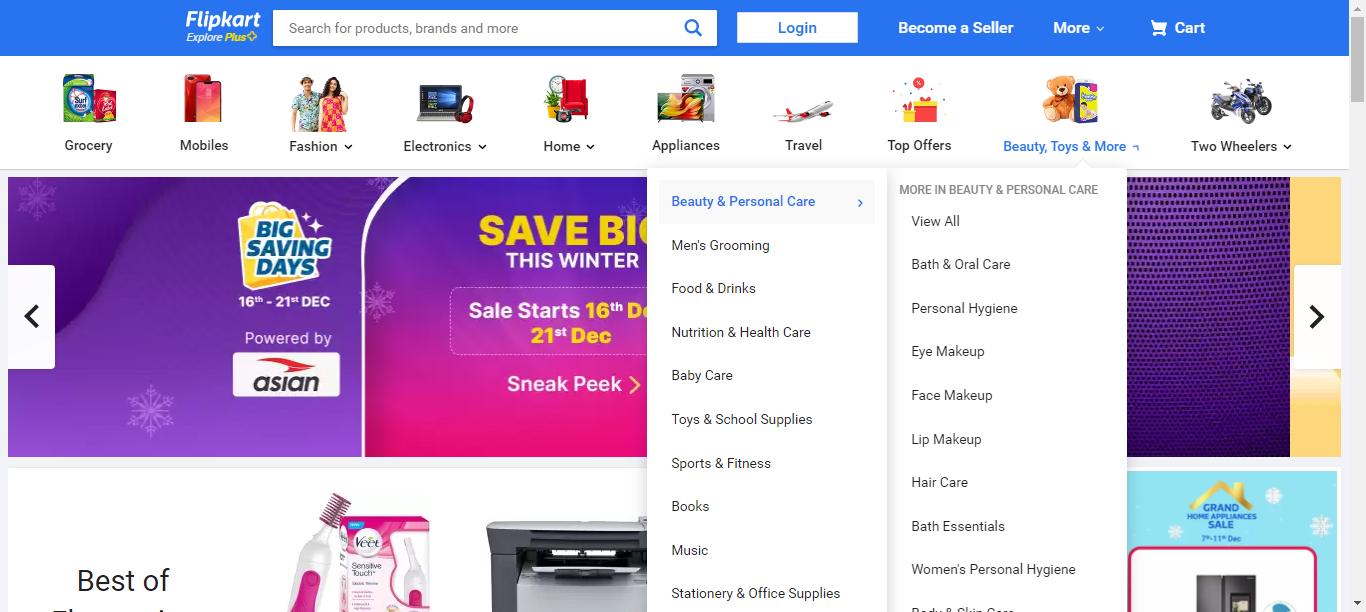 Flipkart
Explore Plus
Search for products, brands and more
Login
Become a Seller
More
Cart
Grocery
Mobiles
Fashion
Electronics
Home
Appliances
Travel
Top Offers
Beauty, Toys & More
Two Wheelers
BIG
SAVING
DAYS
16th - 21st DEC
Powered by
asian
SAVE BI
THIS WINTER
Sale Starts 16th D
21st Dec
Sneak Peek
Beauty & Personal Care
Men's Grooming
Food & Drinks
Nutrition & Health Care
Baby Care
Toys & School Supplies
Sports & Fitness
Books
Music
Stationery & Office Supplies
MORE IN BEAUTY & PERSONAL CARE
View All
Bath & Oral Care
Personal Hygiene
Eye Makeup
Face Makeup
Lip Makeup
Hair Care
Bath Essentials
Women's Personal Hygiene
Body & Skin Care
Best of
Veet
Sensitive
Touch™
GRAND
HOME APPLIANCES
SALE
7th-11th Dec